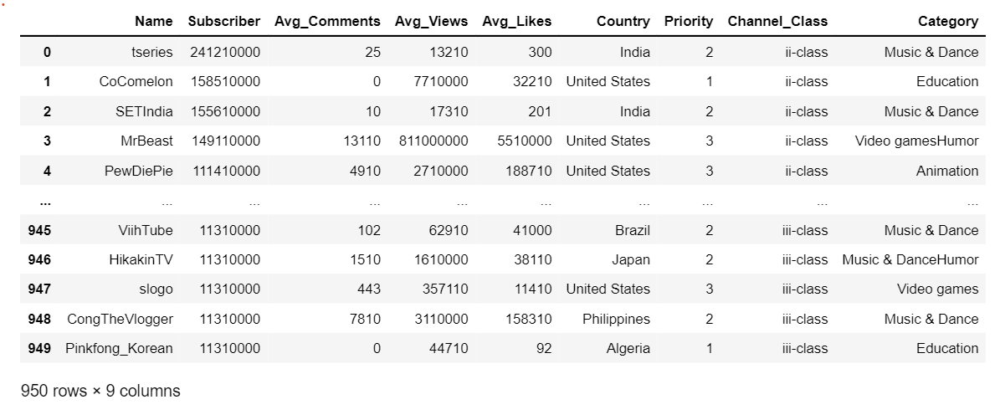 Name Subscriber Avg_Comments Avg_Views Avg_Likes Country Priority Channel_Class Category
0 tseries 241210000 25 13210 300 India 2 ii-class Music & Dance
1 CoComelon 158510000 0 7710000 32210 United States 1 ii-class Education
2 SETIndia 155610000 10 17310 201 India 2 ii-class Music & Dance
3 MrBeast 149110000 13110 811000000 5510000 United States 3 ii-class Video gamesHumor
4 PewDiePie 111410000 4910 2710000 188710 United States 3 ii-class Animation
... ... ... ... ... ... ... ... ... ...
945 ViihTube 11310000 102 62910 41000 Brazil 2 iii-class Music & Dance
946 HikakinTV 11310000 1510 1610000 38110 Japan 2 iii-class Music & DanceHumor
947 slogo 11310000 443 357110 11410 United States 3 iii-class Video games
948 CongTheVlogger 11310000 7810 3110000 158310 Philippines 2 iii-class Music & Dance
949 Pinkfong_Korean 11310000 0 44710 92 Algeria 1 iii-class Education
950 rows × 9 columns